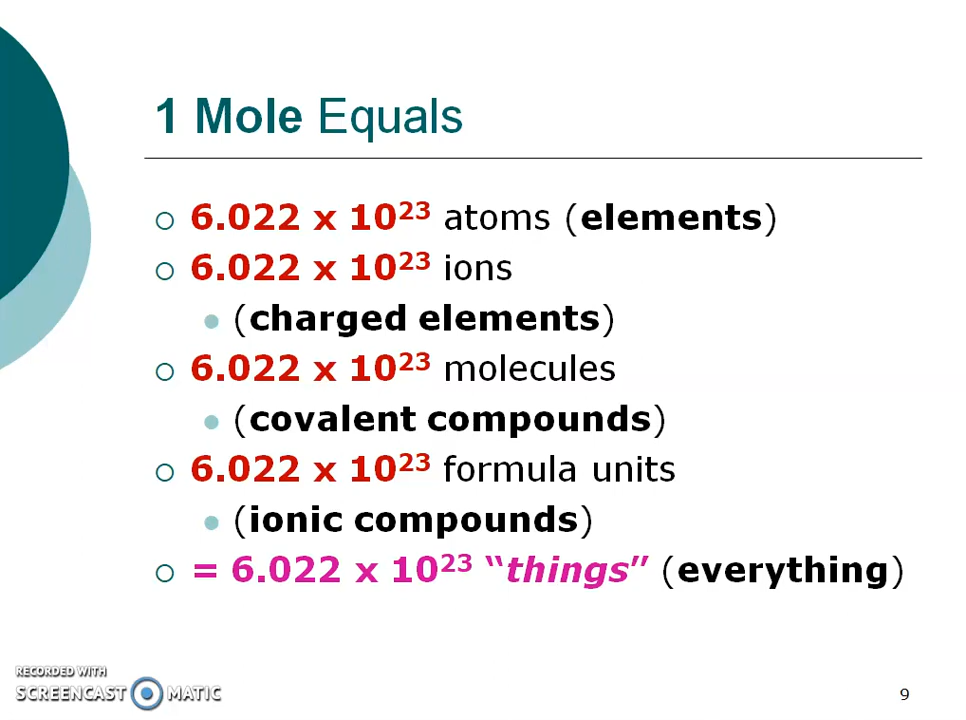 1 Mole Equals
6.022 x 10²³ atoms (elements)
6.022 x 10²³ ions
(charged elements)
6.022 x 10²³ molecules
(covalent compounds)
6.022 x 10²³ formula units
(ionic compounds)
= 6.022 x 10²³ “things” (everything)
RECORDED WITH
SCREENCAST MATIC
9